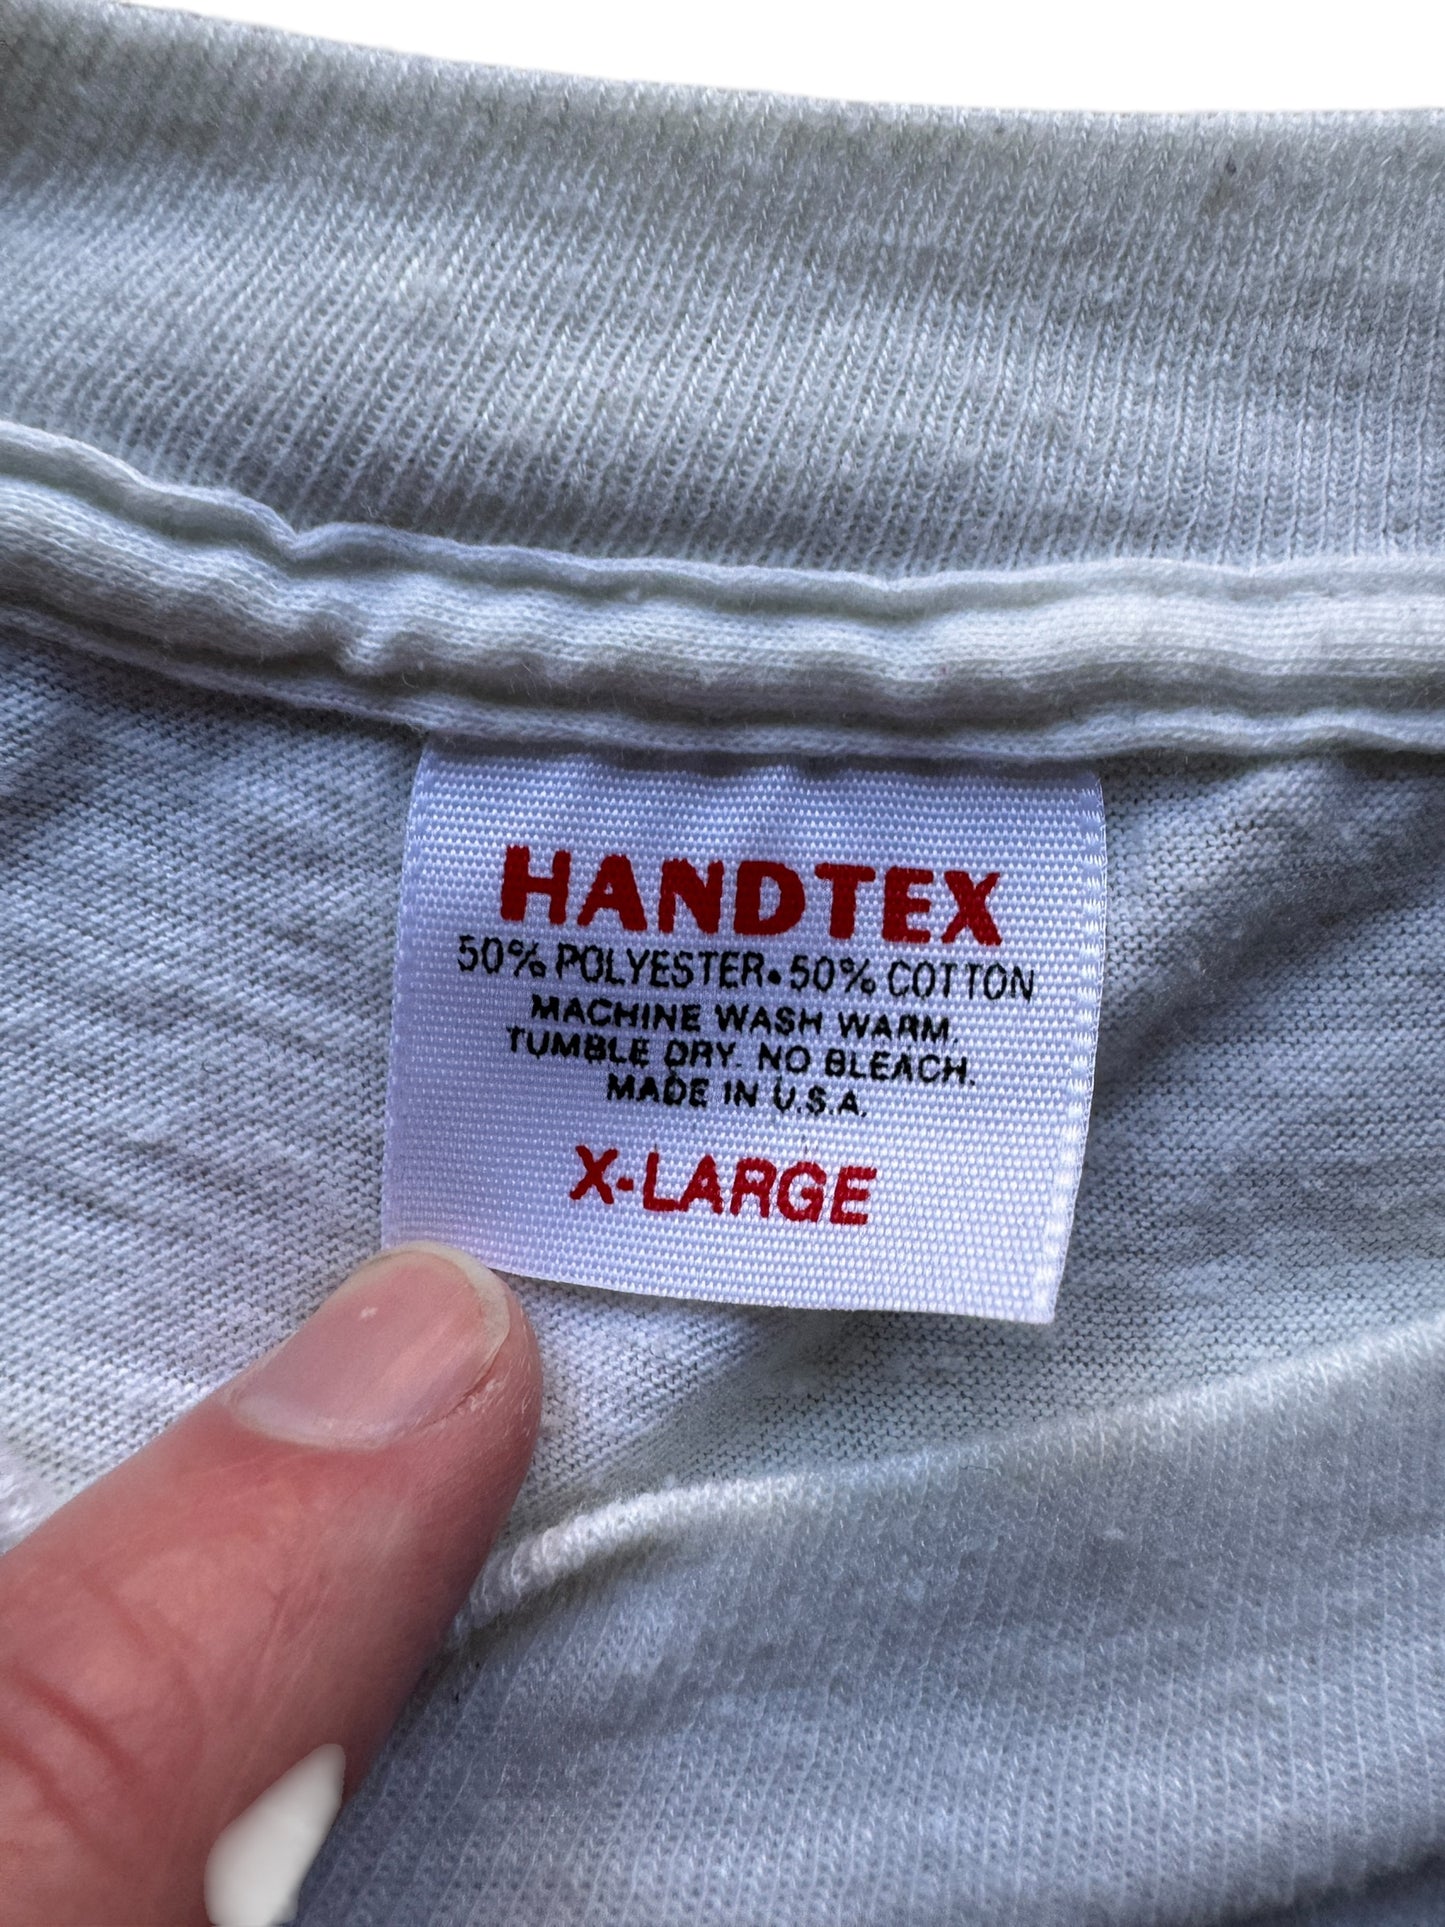 HANDTEX
50% POLYESTER • 50% COTTON
MACHINE WASH WARM.
TUMBLE DRY. NO BLEACH.
MADE IN U.S.A.
X-LARGE